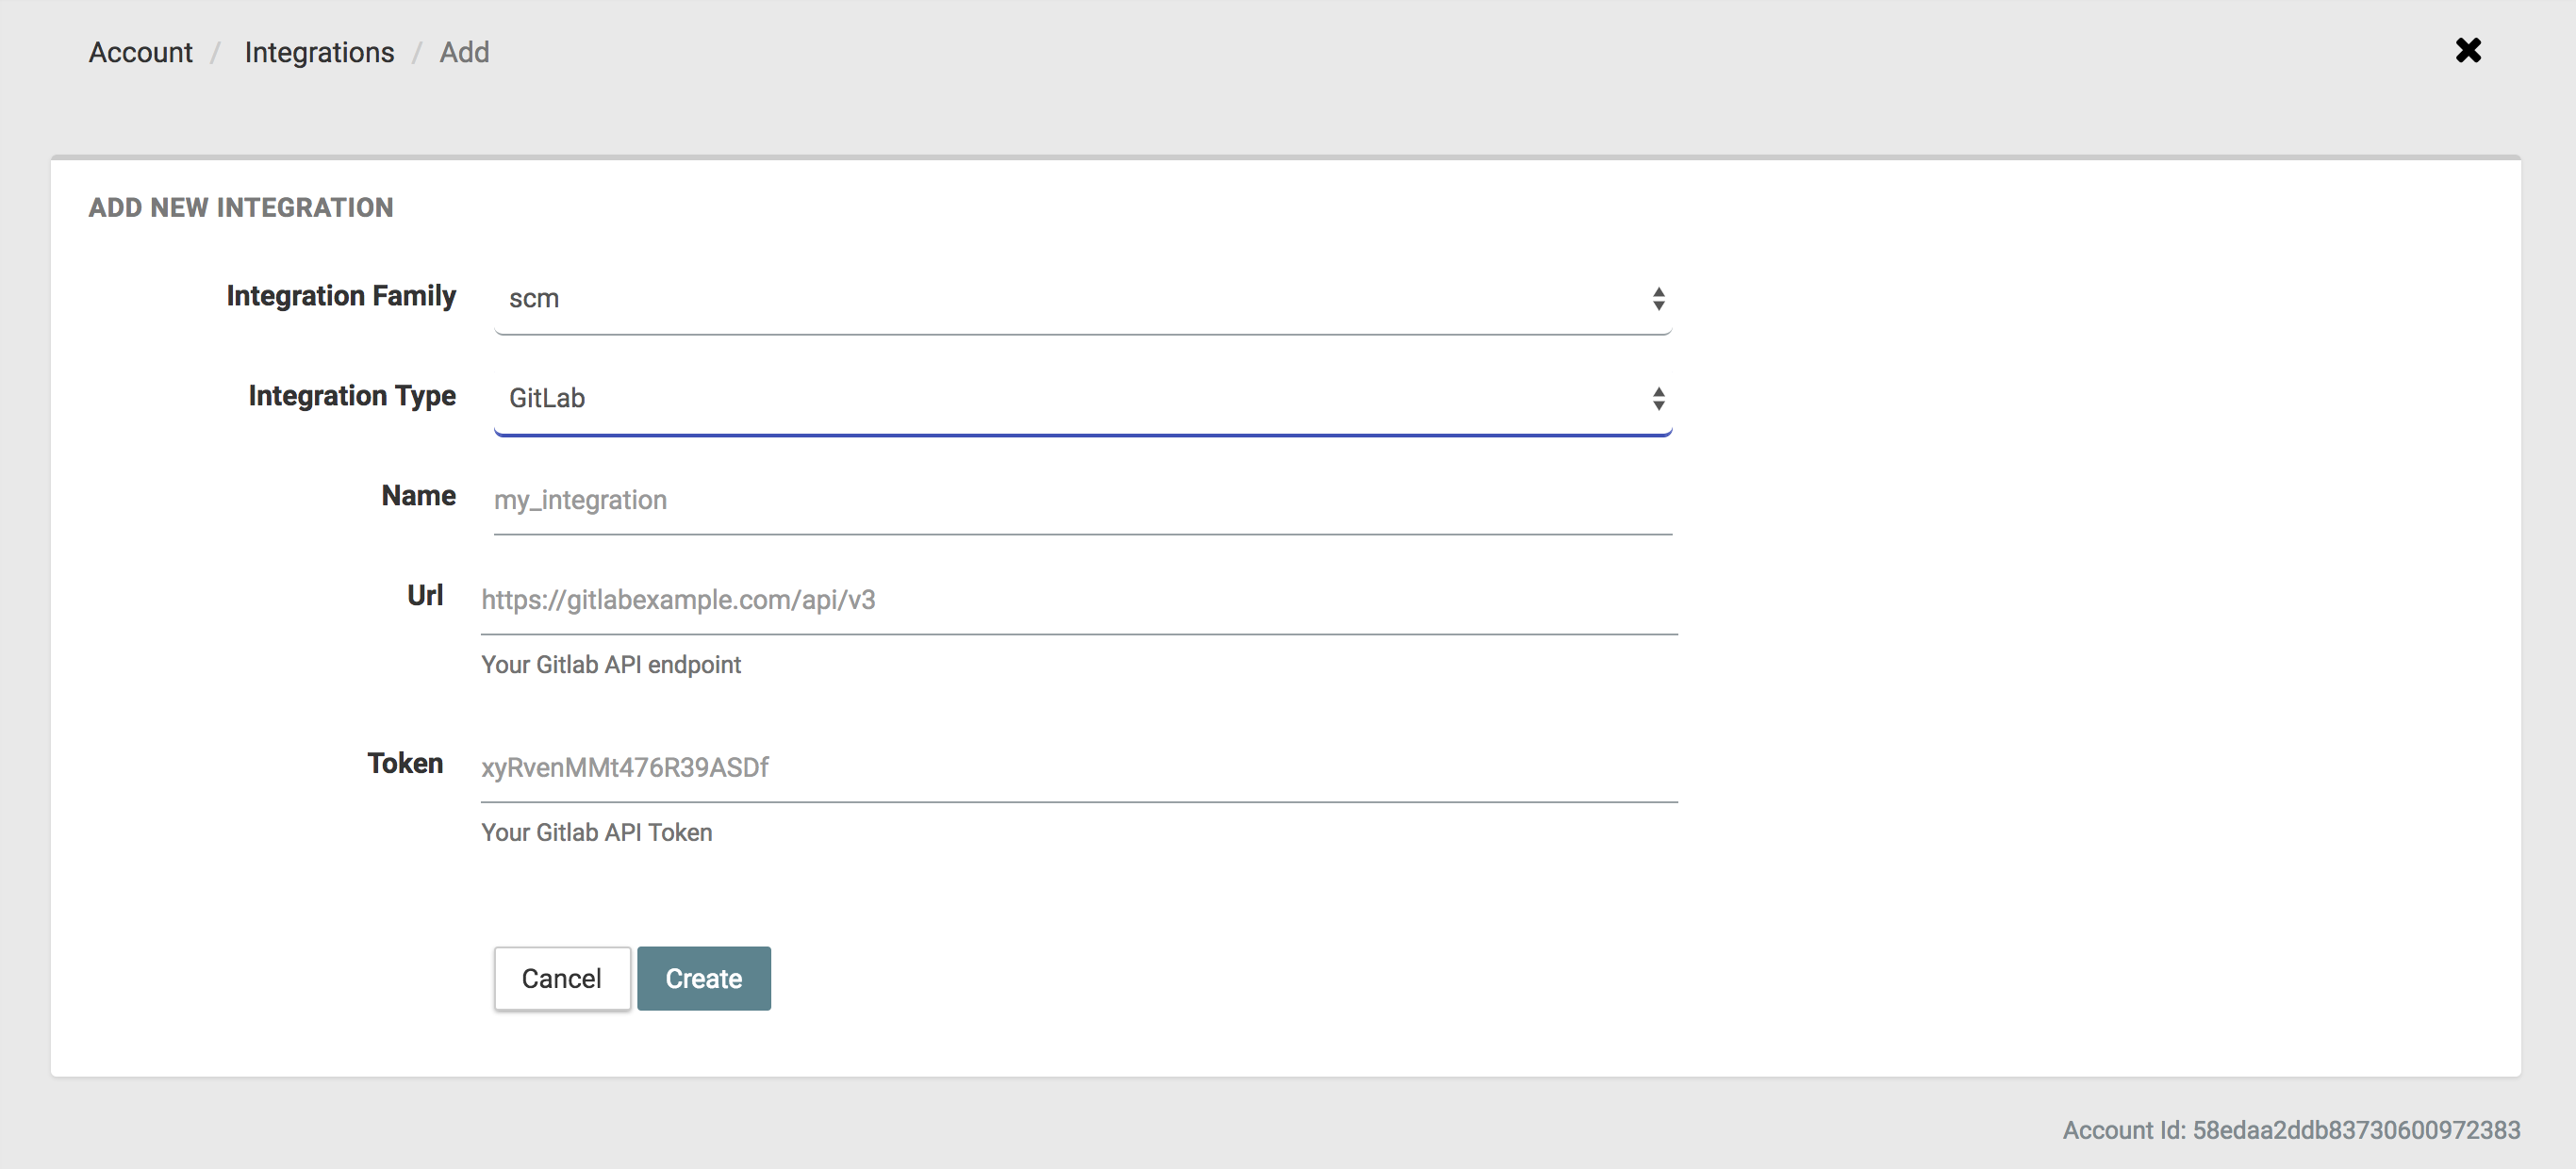 Account / Integrations / Add
ADD NEW INTEGRATION
Integration Family scm
Integration Type GitLab
Name my_integration
Url https://gitlabexample.com/api/v3
Your Gitlab API endpoint
Token xyRvenMMt476R39ASDf
Your Gitlab API Token
Cancel Create
Account Id: 58edaa2ddb83730600972383